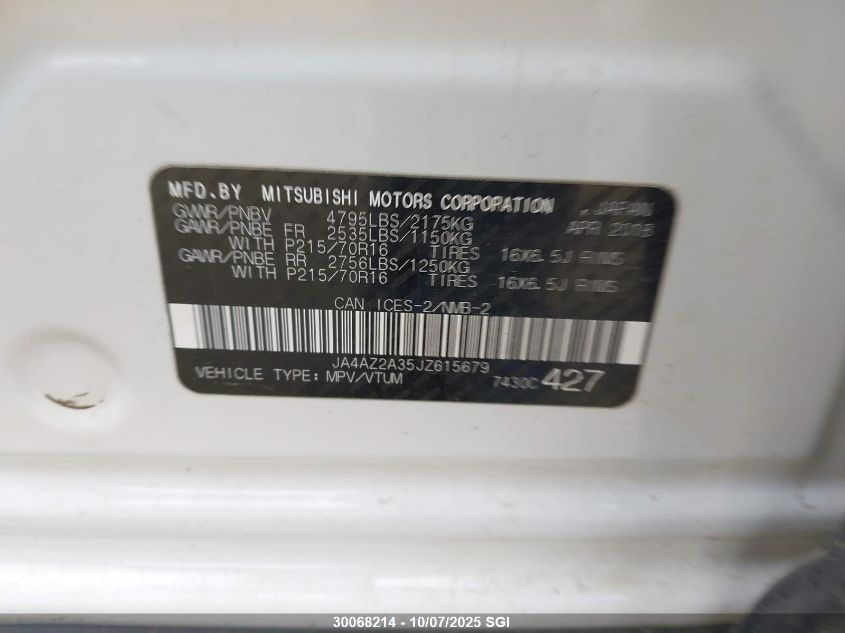 MFD.BY MITSUBISHI MOTORS CORPORATION , JAPAN
GVWR/PNBV 4795LBS/2175KG APR 2018
GAWR/PNBE FR 2535LBS/1150KG
WITH P215/70R16 TIRES 16X6.5J RIMS
GAWR/PNBE RR 2756LBS/1250KG
WITH P215/70R16 TIRES 16X6.5J RIMS
CAN ICES-2/NMB-2
JA4AZ2A35JZ615679
VEHICLE TYPE: MPV/VTUM 7430C 427
30068214 - 10/07/2025 SGI